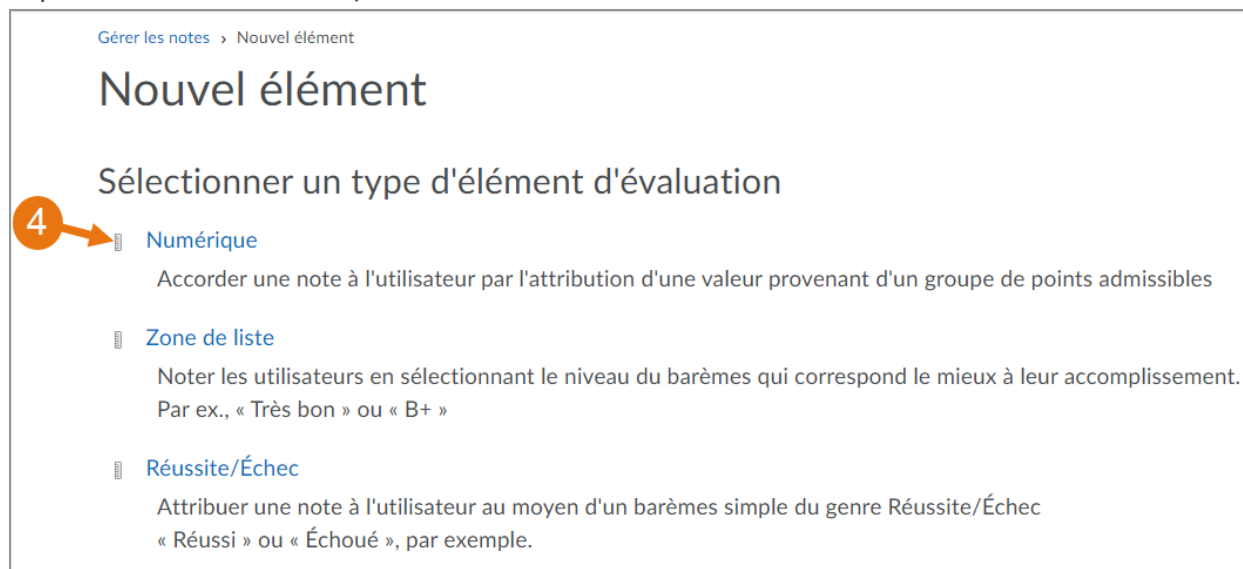 Gérer les notes › Nouvel élément
Nouvel élément
Sélectionner un type d'élément d'évaluation
4
Numérique
Accorder une note à l'utilisateur par l'attribution d'une valeur provenant d'un groupe de points admissibles
Zone de liste
Noter les utilisateurs en sélectionnant le niveau du barèmes qui correspond le mieux à leur accomplissement.
Par ex., « Très bon » ou « B+ »
Réussite/Échec
Attribuer une note à l'utilisateur au moyen d'un barèmes simple du genre Réussite/Échec
« Réussi » ou « Échoué », par exemple.